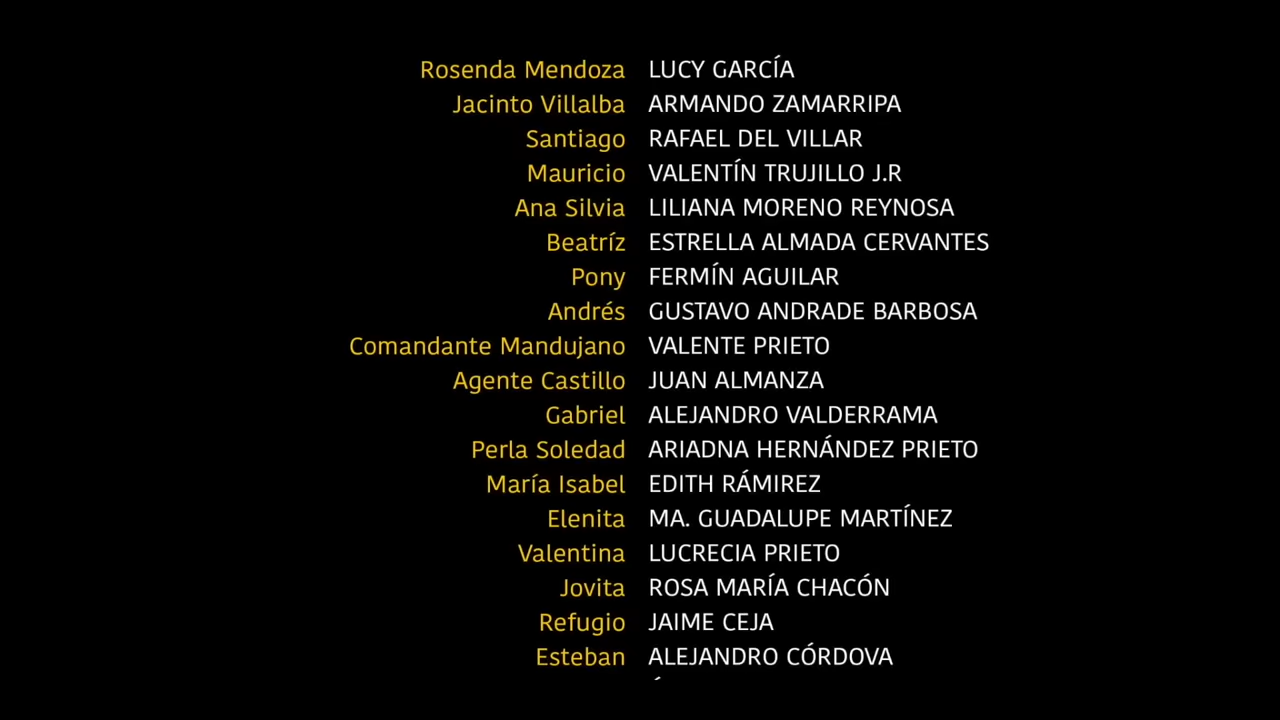 Rosenda Mendoza LUCY GARCÍA
Jacinto Villalba ARMANDO ZAMARRIPA
Santiago RAFAEL DEL VILLAR
Mauricio VALENTÍN TRUJILLO J.R
Ana Silvia LILIANA MORENO REYNOSA
Beatríz ESTRELLA ALMADA CERVANTES
Pony FERMÍN AGUILAR
Andrés GUSTAVO ANDRADE BARBOSA
Comandante Mandujano VALENTE PRIETO
Agente Castillo JUAN ALMANZA
Gabriel ALEJANDRO VALDERRAMA
Perla Soledad ARIADNA HERNÁNDEZ PRIETO
María Isabel EDITH RÁMIREZ
Elenita MA. GUADALUPE MARTÍNEZ
Valentina LUCRECIA PRIETO
Jovita ROSA MARÍA CHACÓN
Refugio JAIME CEJA
Esteban ALEJANDRO CÓRDOVA